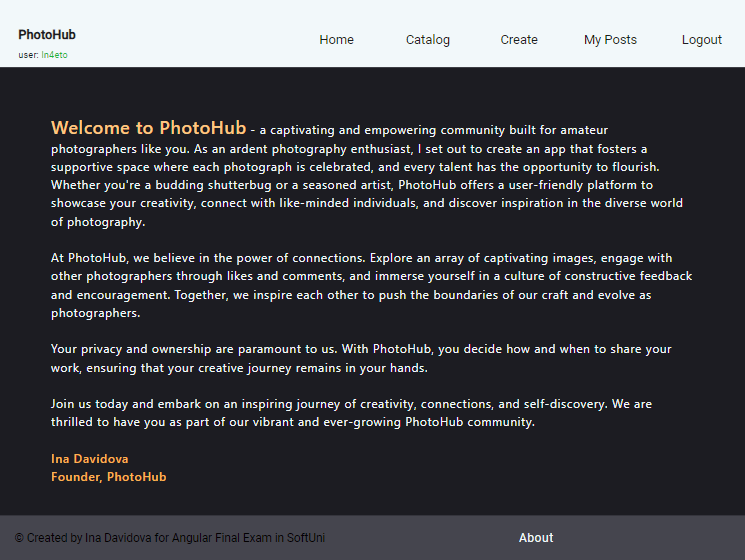 PhotoHub
user: In4eto
Home Catalog Create My Posts Logout
Welcome to PhotoHub - a captivating and empowering community built for amateur
photographers like you. As an ardent photography enthusiast, I set out to create an app that fosters a
supportive space where each photograph is celebrated, and every talent has the opportunity to flourish.
Whether you're a budding shutterbug or a seasoned artist, PhotoHub offers a user-friendly platform to
showcase your creativity, connect with like-minded individuals, and discover inspiration in the diverse world
of photography.
At PhotoHub, we believe in the power of connections. Explore an array of captivating images, engage with
other photographers through likes and comments, and immerse yourself in a culture of constructive feedback
and encouragement. Together, we inspire each other to push the boundaries of our craft and evolve as
photographers.
Your privacy and ownership are paramount to us. With PhotoHub, you decide how and when to share your
work, ensuring that your creative journey remains in your hands.
Join us today and embark on an inspiring journey of creativity, connections, and self-discovery. We are
thrilled to have you as part of our vibrant and ever-growing PhotoHub community.
Ina Davidova
Founder, PhotoHub
© Created by Ina Davidova for Angular Final Exam in SoftUni About